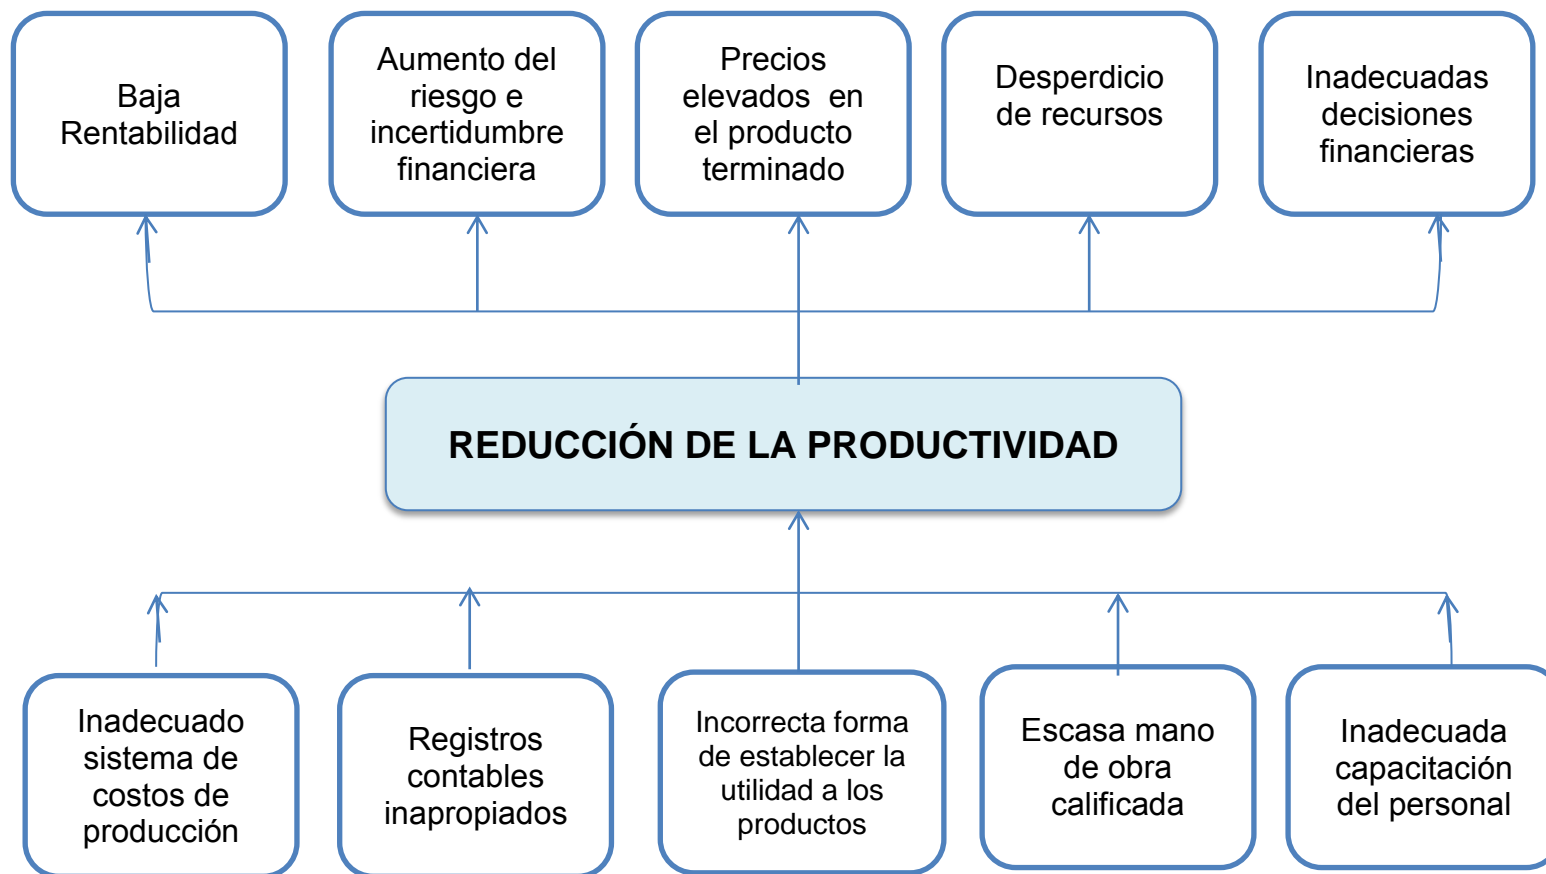 Baja
Rentabilidad
Aumento del
riesgo e
incertidumbre
financiera
Precios
elevados  en
el producto
terminado
Desperdicio
de recursos
Inadecuadas
decisiones
financieras
REDUCCIÓN DE LA PRODUCTIVIDAD
Inadecuado
sistema de
costos de
producción
Registros
contables
inapropiados
Incorrecta forma
de establecer la
utilidad a los
productos
Escasa mano
de obra
calificada
Inadecuada
capacitación
del personal